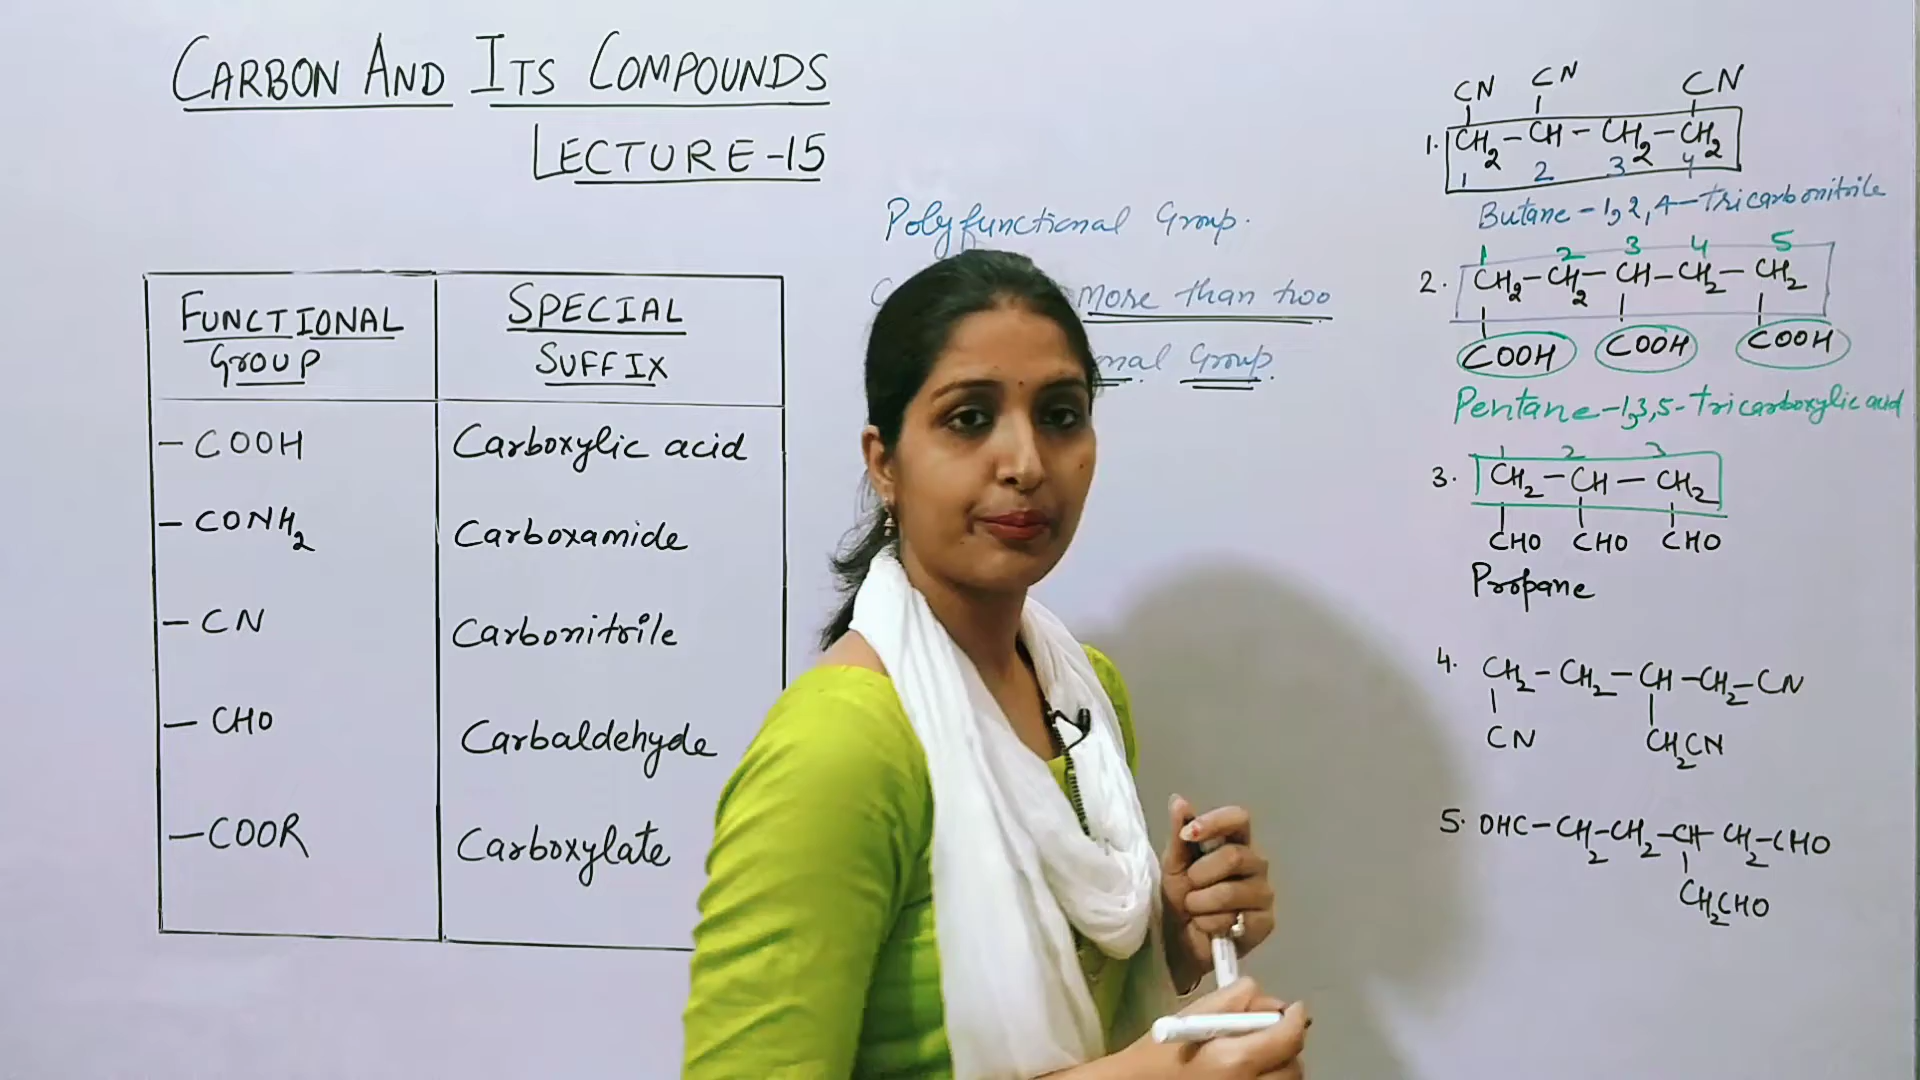 CARBON AND ITS COMPOUNDS
LECTURE-15
FUNCTIONAL GROUP
SPECIAL SUFFIX
-COOH
Carboxylic acid
-CONH₂
Carboxamide
-CN
Carbonitrile
-CHO
Carbaldehyde
-COOR
Carboxylate
Polyfunctional Group.
More than two
Group.
CN CN CN
1. CH₂-CH-CH₂-CH₂
1 2 3 4
Butane-1,2,4-tricarbonitrile
1 2 3 4 5
2. CH₂-CH₂-CH-CH₂-CH₂
COOH COOH COOH
Pentane-1,3,5-Tricarboxylic acid
1 2 3
3. CH₂-CH-CH₂
CHO CHO CHO
Propane
4. CH₂-CH₂-CH-CH₂-CN
CN CH₂CN
5. OHC-CH₂-CH₂-CH-CH₂-CHO
CH₂CHO